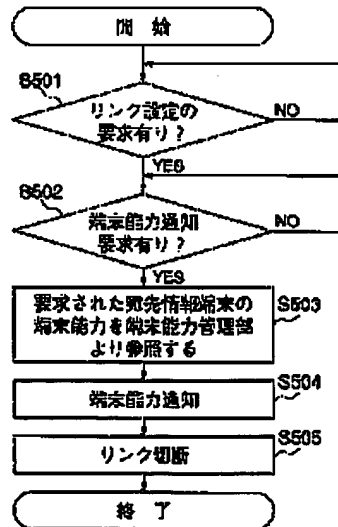 開 始
S501
リンク設定の
要求有り?
NO
YES
S502
端末能力通知
要求有り?
NO
YES
要求された宛先情報端末の
端末能力を端末能力管理部
より参照する
S503
端末能力通知
S504
リンク切断
S505
終 了